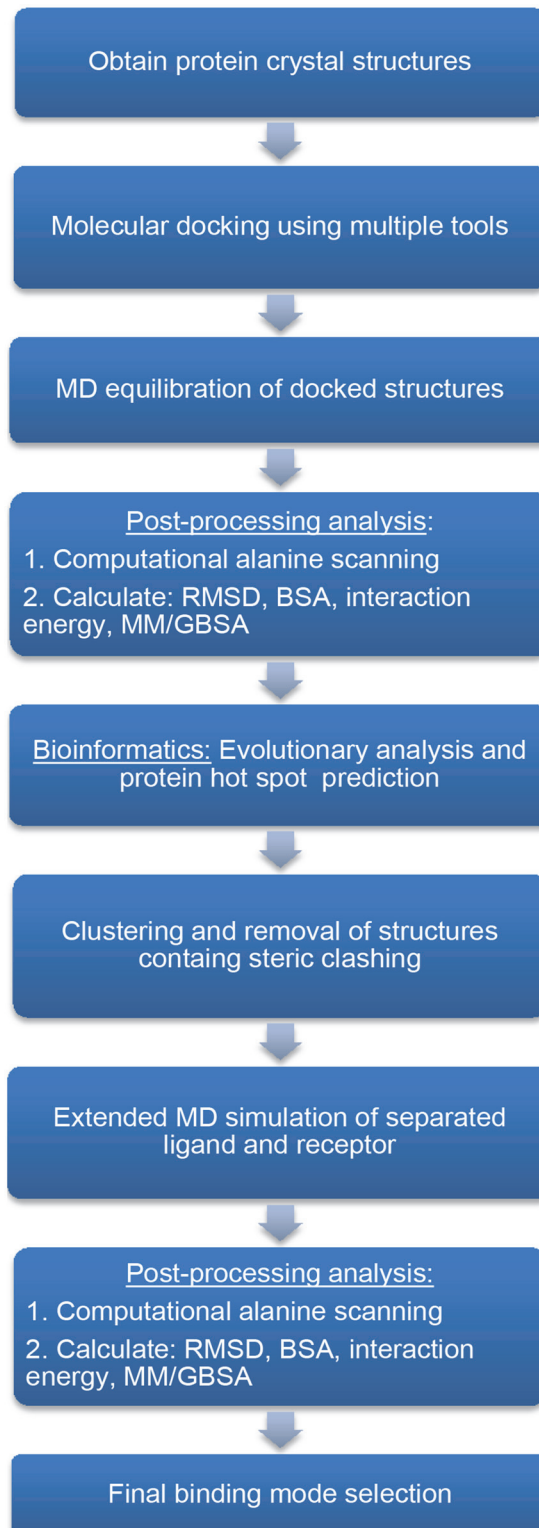 Obtain protein crystal structures
Molecular docking using multiple tools
MD equilibration of docked structures
Post-processing analysis:
1. Computational alanine scanning
2. Calculate: RMSD, BSA, interaction
energy, MM/GBSA
Bioinformatics: Evolutionary analysis and
protein hot spot prediction
Clustering and removal of structures
containg steric clashing
Extended MD simulation of separated
ligand and receptor
Post-processing analysis:
1. Computational alanine scanning
2. Calculate: RMSD, BSA, interaction
energy, MM/GBSA
Final binding mode selection